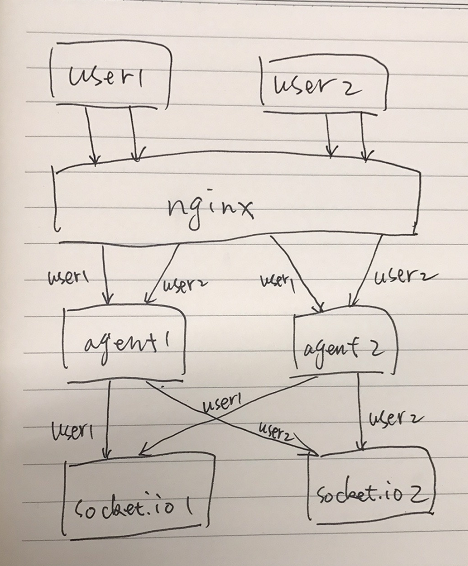 user1
user2
nginx
user1
user2
user1
user2
agent1
agent2
user1
user1
user2
user2
socket.io1
socket.io2